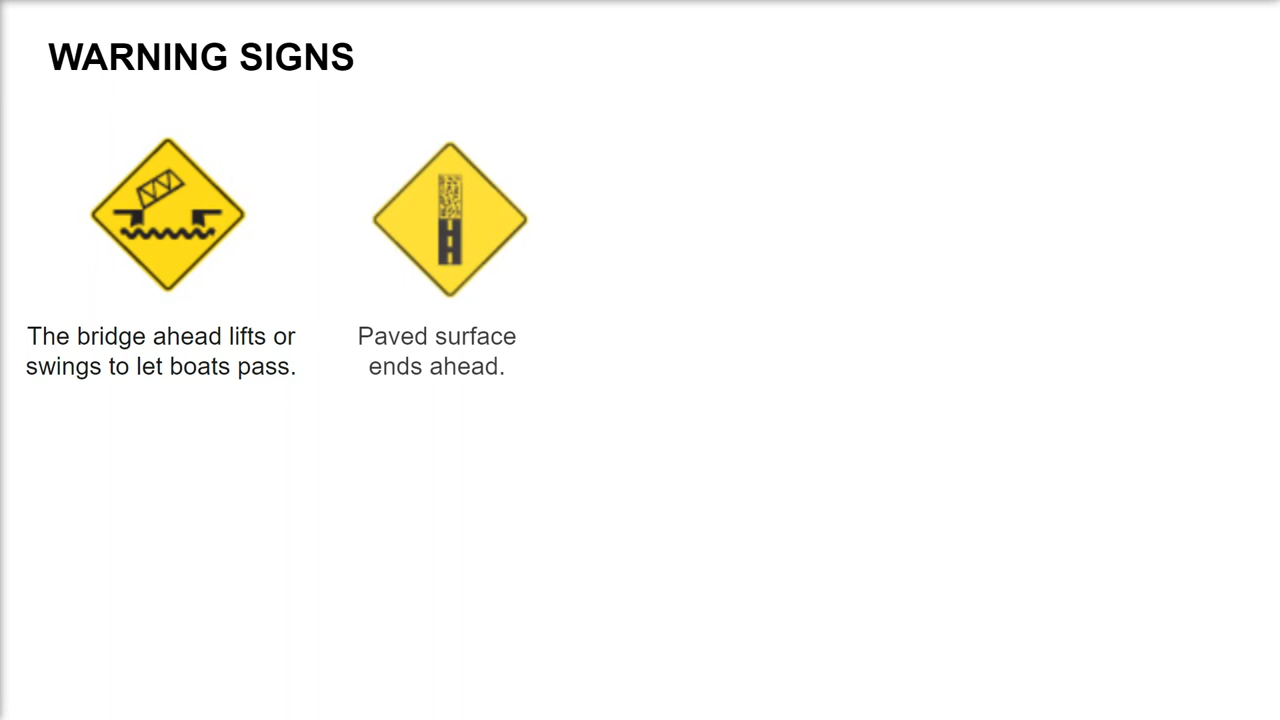 WARNING SIGNS
The bridge ahead lifts or
swings to let boats pass.
Paved surface
ends ahead.